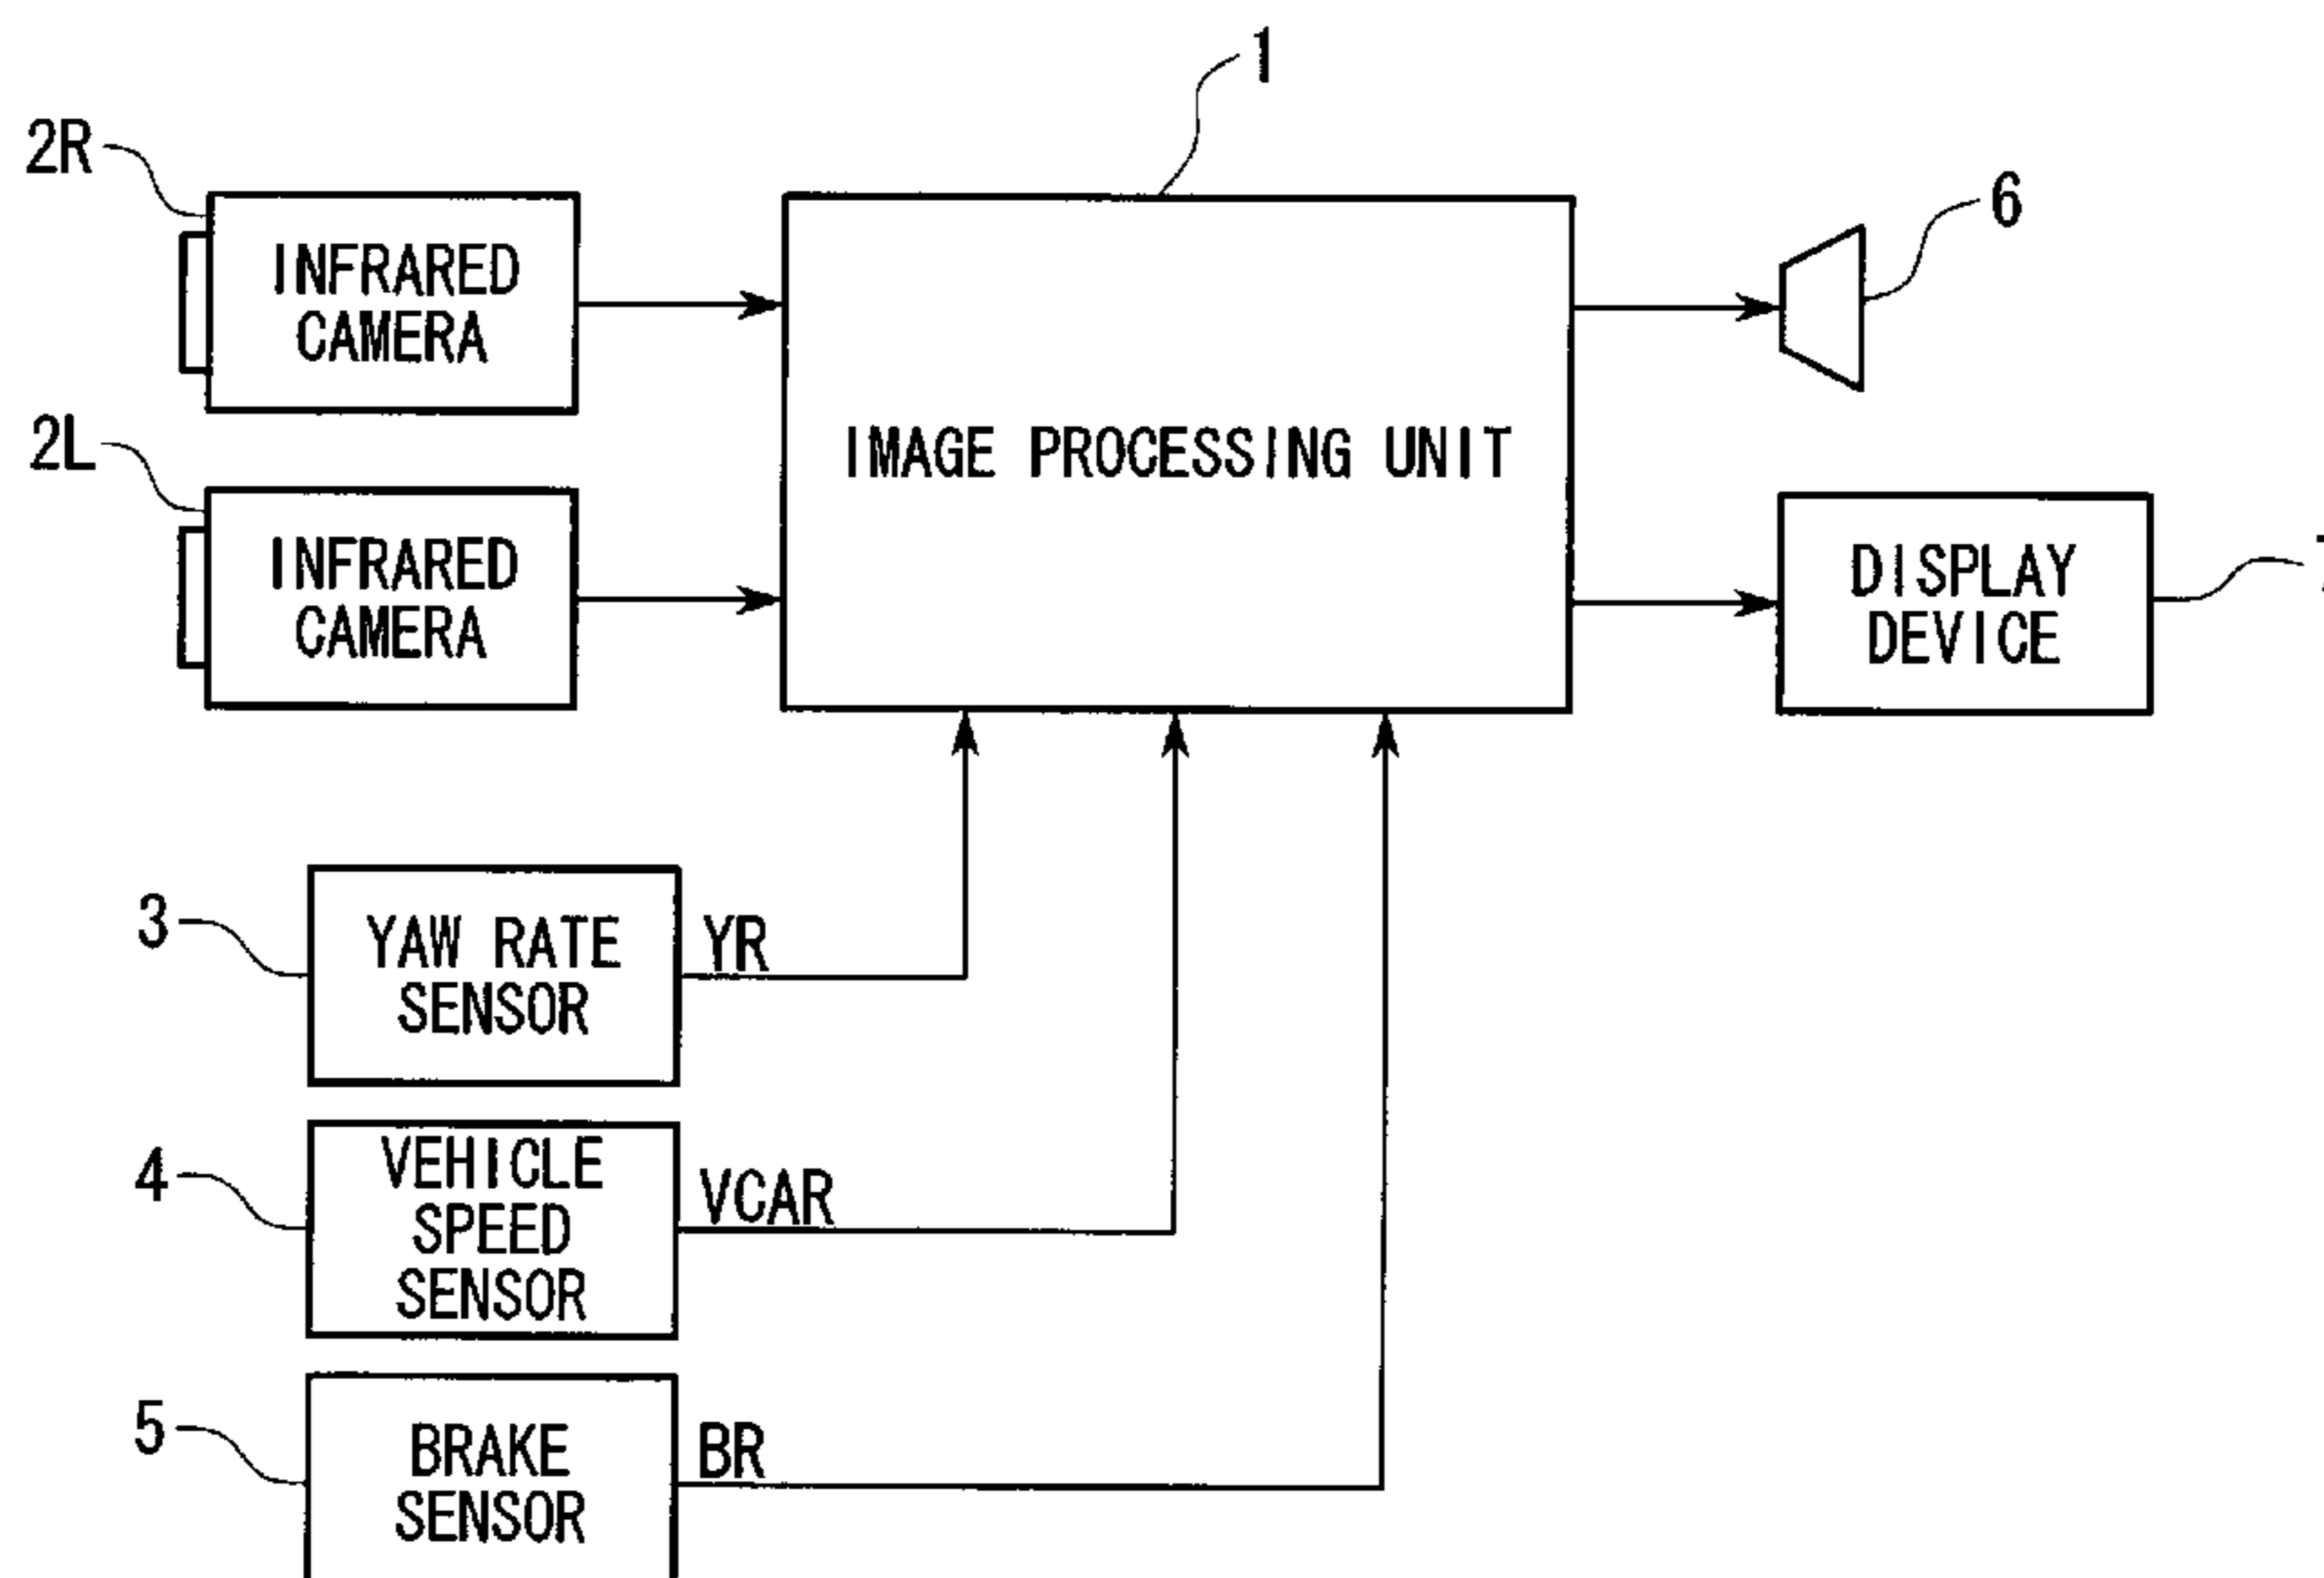 1
2R
INFRARED
CAMERA
6
2L
IMAGE PROCESSING UNIT
INFRARED
CAMERA
DISPLAY
DEVICE
3
YAW RATE
SENSOR
YR
4
VEHICLE
SPEED
SENSOR
VCAR
5
BRAKE
SENSOR
BR